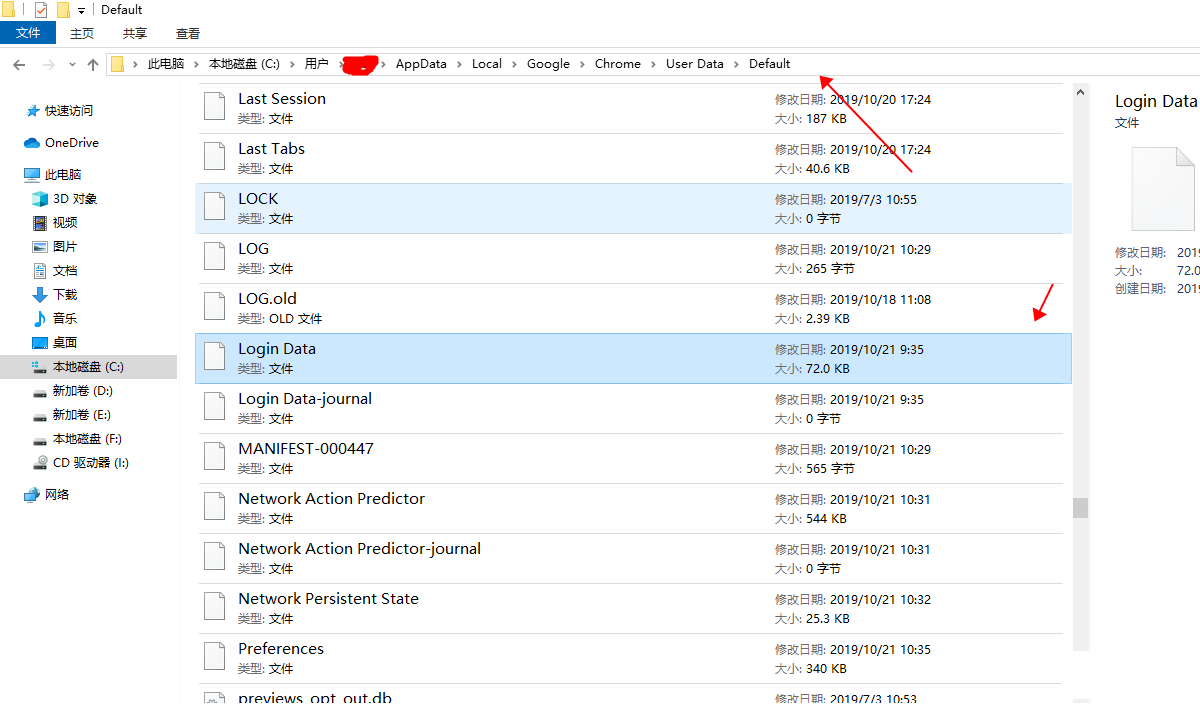 Default
文件 主页 共享 查看
此电脑 本地磁盘 (C:) 用户 AppData Local Google Chrome User Data Default
快速访问
OneDrive
此电脑
3D 对象
视频
图片
文档
下载
音乐
桌面
本地磁盘 (C:)
新加卷 (D:)
新加卷 (E:)
本地磁盘 (F:)
CD 驱动器 (I:)
网络
Last Session 修改日期: 2019/10/20 17:24
类型: 文件 大小: 187 KB
Last Tabs 修改日期: 2019/10/20 17:24
类型: 文件 大小: 40.6 KB
LOCK 修改日期: 2019/7/3 10:55
类型: 文件 大小: 0 字节
LOG 修改日期: 2019/10/21 10:29
类型: 文件 大小: 265 字节
LOG.old 修改日期: 2019/10/18 11:08
类型: OLD 文件 大小: 2.39 KB
Login Data 修改日期: 2019/10/21 9:35
类型: 文件 大小: 72.0 KB
Login Data-journal 修改日期: 2019/10/21 9:35
类型: 文件 大小: 0 字节
MANIFEST-000447 修改日期: 2019/10/21 10:29
类型: 文件 大小: 565 字节
Network Action Predictor 修改日期: 2019/10/21 10:31
类型: 文件 大小: 544 KB
Network Action Predictor-journal 修改日期: 2019/10/21 10:31
类型: 文件 大小: 0 字节
Network Persistent State 修改日期: 2019/10/21 10:32
类型: 文件 大小: 25.3 KB
Preferences 修改日期: 2019/10/21 10:35
类型: 文件 大小: 340 KB
previews_opt_out.db 修改日期: 2019/7/3 10:53
Login Data
文件
修改日期: 2019
大小: 72.0
创建日期: 2019